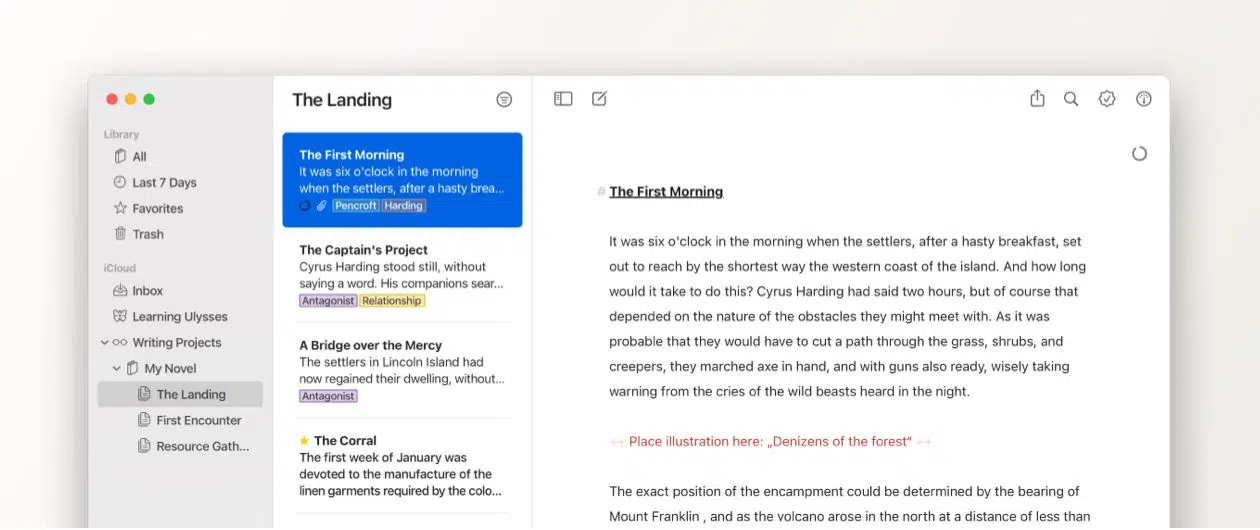 Library
All
Last 7 Days
Favorites
Trash
iCloud
Inbox
Learning Ulysses
Writing Projects
My Novel
The Landing
First Encounter
Resource Gath...
The Landing
The First Morning
It was six o'clock in the morning
when the settlers, after a hasty brea...
Pencroft Harding
The Captain's Project
Cyrus Harding stood still, without
saying a word. His companions sear...
Antagonist Relationship
A Bridge over the Mercy
The settlers in Lincoln Island had
now regained their dwelling, without...
Antagonist
The Corral
The first week of January was
devoted to the manufacture of the
linen garments required by the colo...
# The First Morning
It was six o'clock in the morning when the settlers, after a hasty breakfast, set
out to reach by the shortest way the western coast of the island. And how long
would it take to do this? Cyrus Harding had said two hours, but of course that
depended on the nature of the obstacles they might meet with. As it was
probable that they would have to cut a path through the grass, shrubs, and
creepers, they marched axe in hand, and with guns also ready, wisely taking
warning from the cries of the wild beasts heard in the night.
++ Place illustration here: „Denizens of the forest“ ++
The exact position of the encampment could be determined by the bearing of
Mount Franklin , and as the volcano arose in the north at a distance of less than